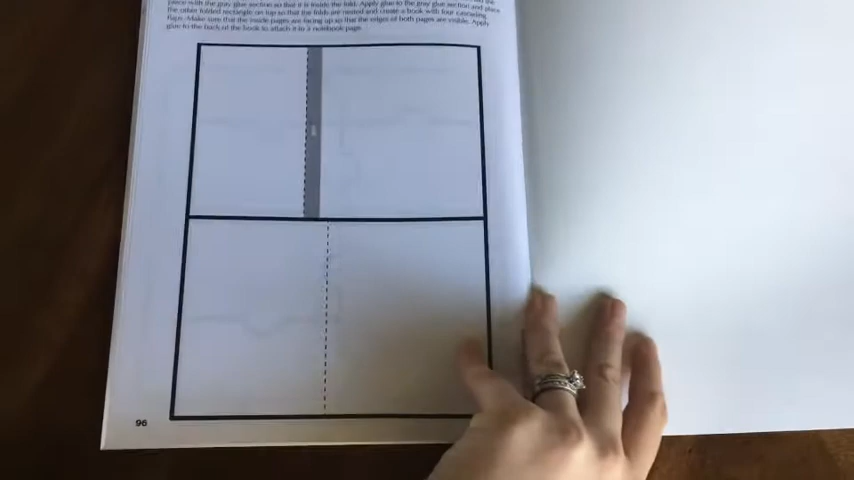 piece with the gray glue section so that it is inside the fold. Apply glue to the gray glue section and place
the other folded rectangle on top so that the folds are nested and create a book with four cascading
flaps. Make sure that the inside pages are facing up so that the edges of both pages are visible. Apply
glue to the back of the book to attach it to a notebook page.
96